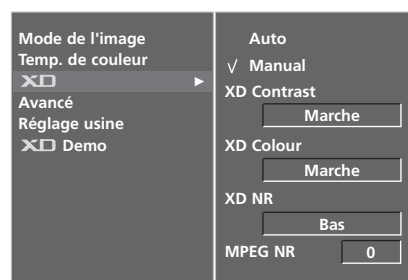 Mode de l'image
Temp. de couleur
XD
Avancé
Réglage usine
XD Demo
Auto
√ Manual
XD Contrast
Marche
XD Colour
Marche
XD NR
Bas
MPEG NR 0